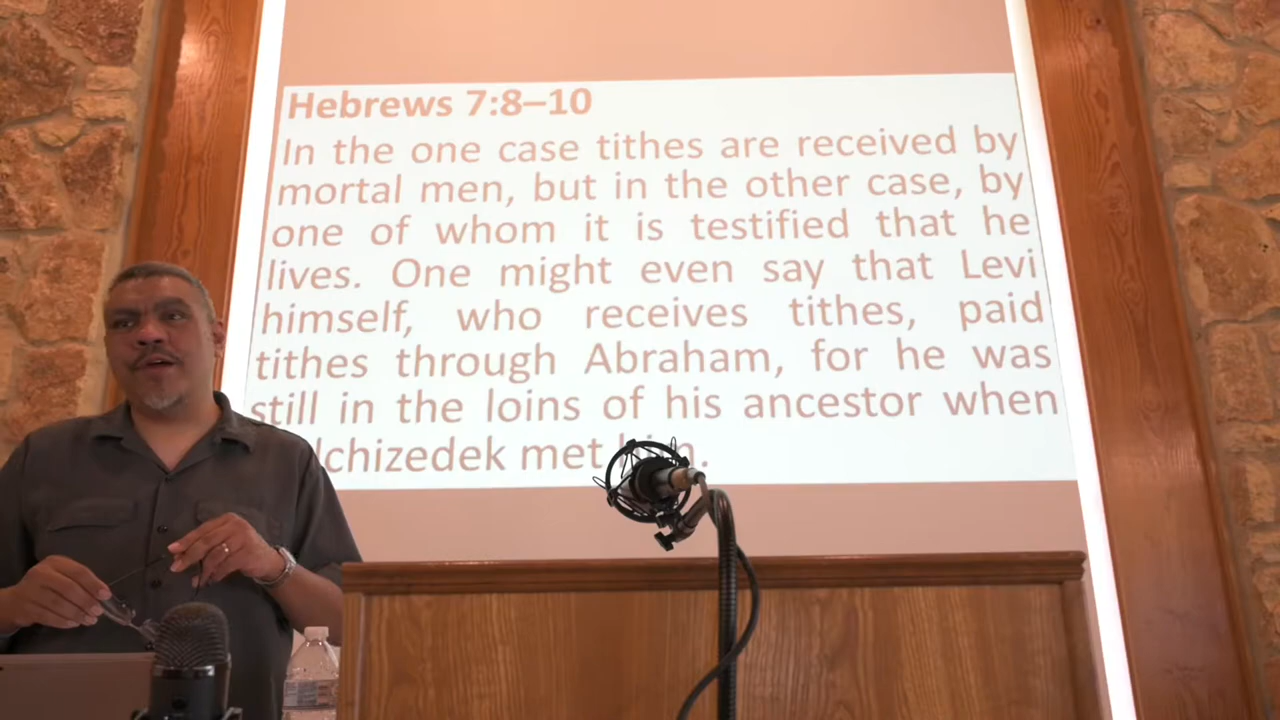 Hebrews 7:8–10
In the one case tithes are received by
mortal men, but in the other case, by
one of whom it is testified that he
lives. One might even say that Levi
himself, who receives tithes, paid
tithes through Abraham, for he was
still in the loins of his ancestor when
lchizedek met him.